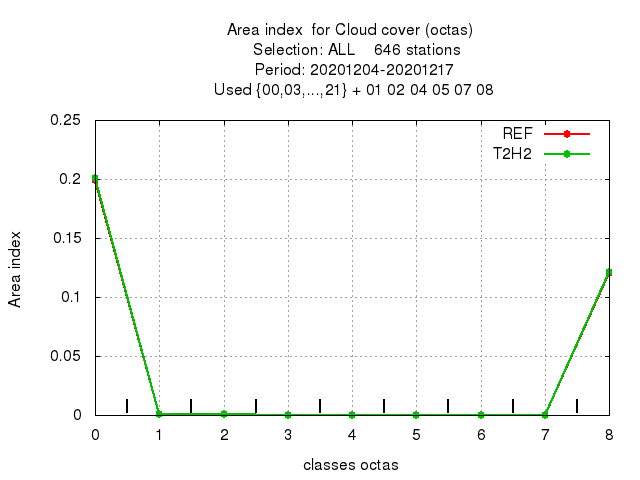 Area index  for Cloud cover (octas)
Selection: ALL    646 stations
Period: 20201204-20201217
Used {00,03,...,21} + 01 02 04 05 07 08
0.25
REF
T2H2
0.2
0.15
0.1
0.05
0
Area index
0 1 2 3 4 5 6 7 8
classes octas